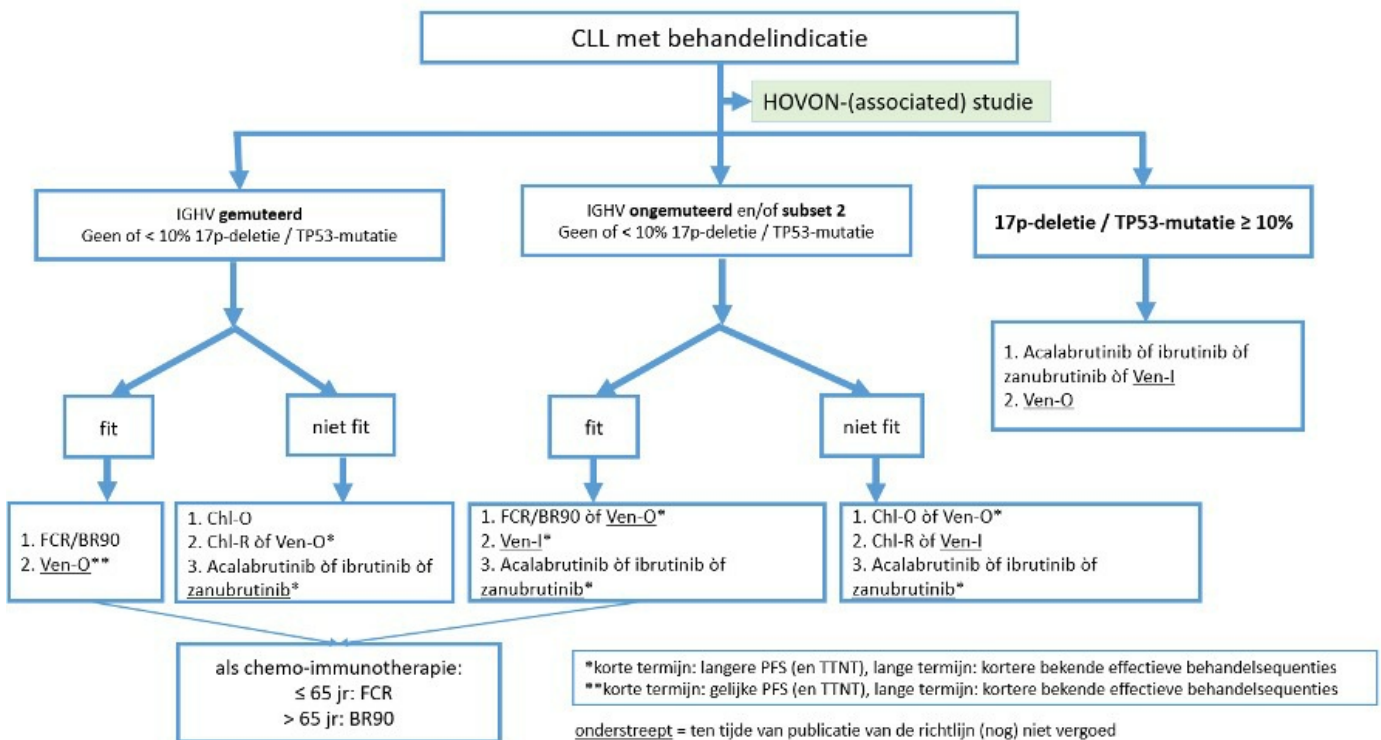 CLL met behandelindicatie
HOVON-(associated) studie
IGHV gemuteerd
Geen of < 10% 17p-deletie / TP53-mutatie
IGHV ongemuteerd en/of subset 2
Geen of < 10% 17p-deletie / TP53-mutatie
17p-deletie / TP53-mutatie ≥ 10%
1. Acalabrutinib òf ibrutinib òf
zanubrutinib òf Ven-I
2. Ven-O
fit
niet fit
fit
niet fit
1. FCR/BR90
2. Ven-O**
1. Chl-O
2. Chl-R òf Ven-O*
3. Acalabrutinib òf ibrutinib òf
zanubrutinib*
1. FCR/BR90 òf Ven-O*
2. Ven-I*
3. Acalabrutinib òf ibrutinib òf
zanubrutinib*
1. Chl-O òf Ven-O*
2. Chl-R òf Ven-I
3. Acalabrutinib òf ibrutinib òf
zanubrutinib*
als chemo-immunotherapie:
≤ 65 jr: FCR
> 65 jr: BR90
*korte termijn: langere PFS (en TTNT), lange termijn: kortere bekende effectieve behandelsequenties
**korte termijn: gelijke PFS (en TTNT), lange termijn: kortere bekende effectieve behandelsequenties
onderstreept = ten tijde van publicatie van de richtlijn (nog) niet vergoed